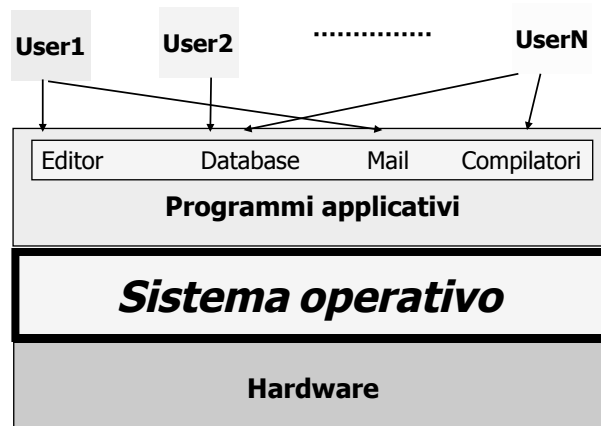 User1 User2 ............... UserN
Editor Database Mail Compilatori
Programmi applicativi
Sistema operativo
Hardware